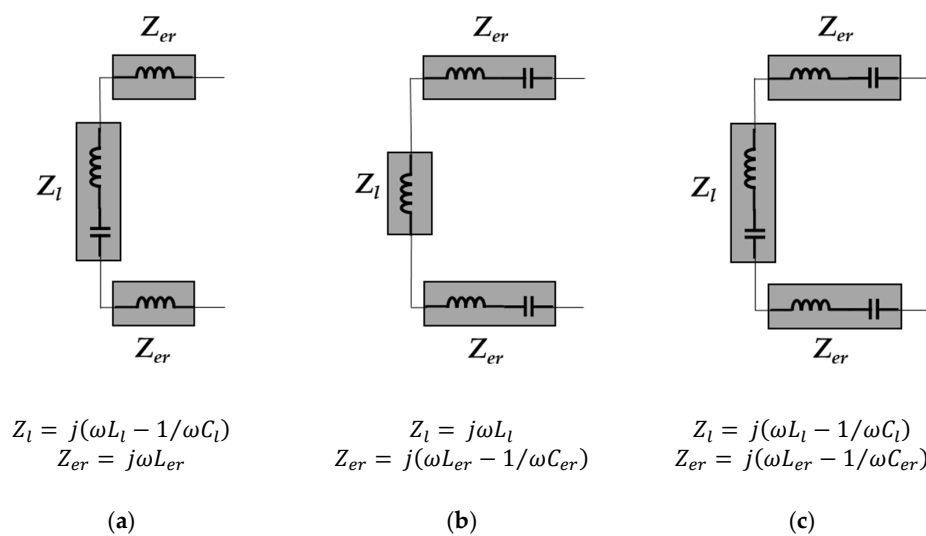 Z_er
Z_l
Z_er
Z_l = j(ωL_l − 1/ωC_l)
Z_er = jωL_er
(a)
Z_er
Z_l
Z_er
Z_l = jωL_l
Z_er = j(ωL_er − 1/ωC_er)
(b)
Z_er
Z_l
Z_er
Z_l = j(ωL_l − 1/ωC_l)
Z_er = j(ωL_er − 1/ωC_er)
(c)